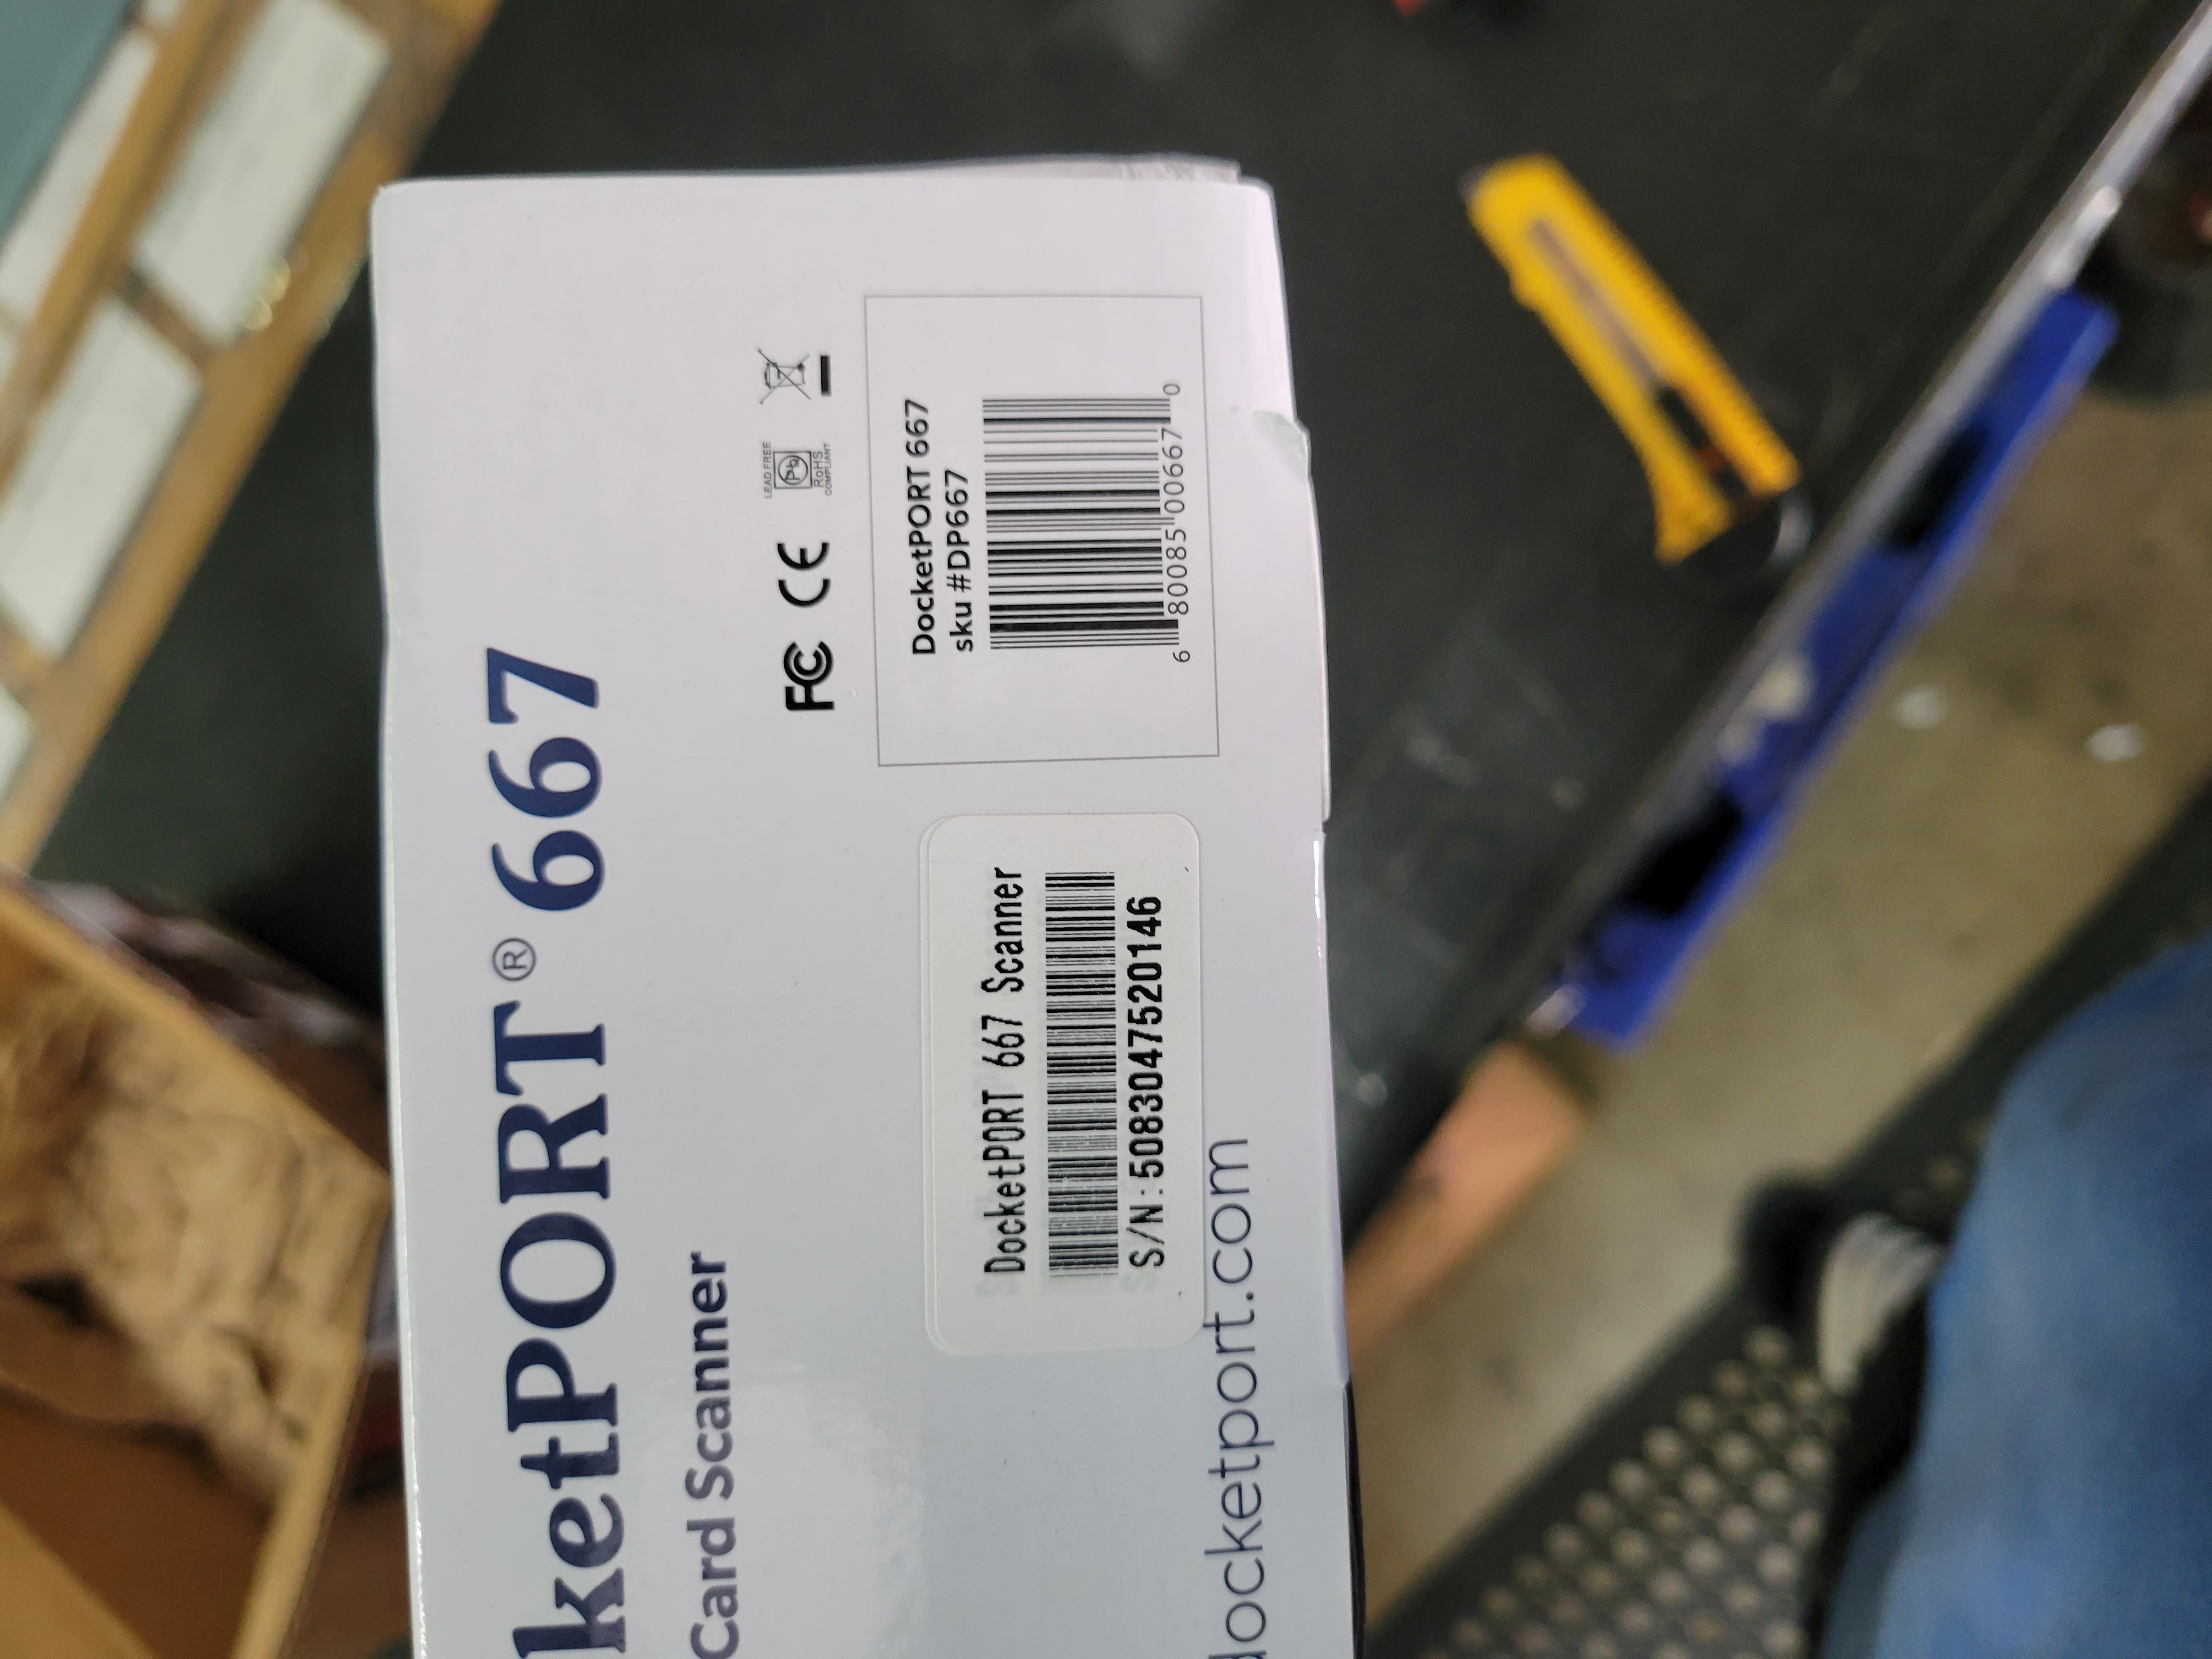 ketPORT® 667
Card Scanner
FC CE
LEAD FREE
Pb
RoHS
COMPLIANT
DocketPORT 667
sku #DP667
6 80085 00667 0
DocketPORT 667 Scanner
S/N:5083047520146
docketport.com